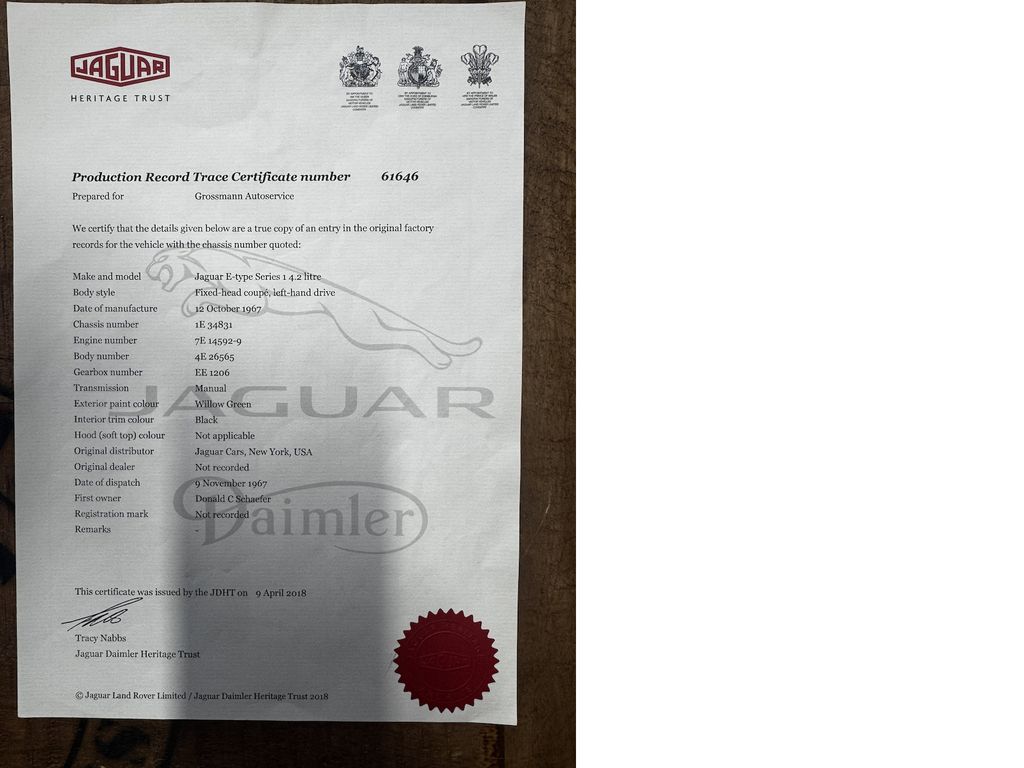 JAGUAR
HERITAGE TRUST
Production Record Trace Certificate number 61646
Prepared for Grossmann Autoservice
We certify that the details given below are a true copy of an entry in the original factory
records for the vehicle with the chassis number quoted:
Make and model Jaguar E-type Series 1 4.2 litre
Body style Fixed-head coupé, left-hand drive
Date of manufacture 12 October 1967
Chassis number 1E 34831
Engine number 7E 14592-9
Body number 4E 26565
Gearbox number EE 1206
Transmission Manual
JAGUAR
Exterior paint colour Willow Green
Interior trim colour Black
Hood (soft top) colour Not applicable
Original distributor Jaguar Cars, New York, USA
Original dealer Not recorded
Date of dispatch 9 November 1967
First owner Donald C Schaefer
Registration mark Not recorded
Daimler
Remarks -
This certificate was issued by the JDHT on 9 April 2018
Tracy Nabbs
Jaguar Daimler Heritage Trust
JAGUAR
© Jaguar Land Rover Limited / Jaguar Daimler Heritage Trust 2018